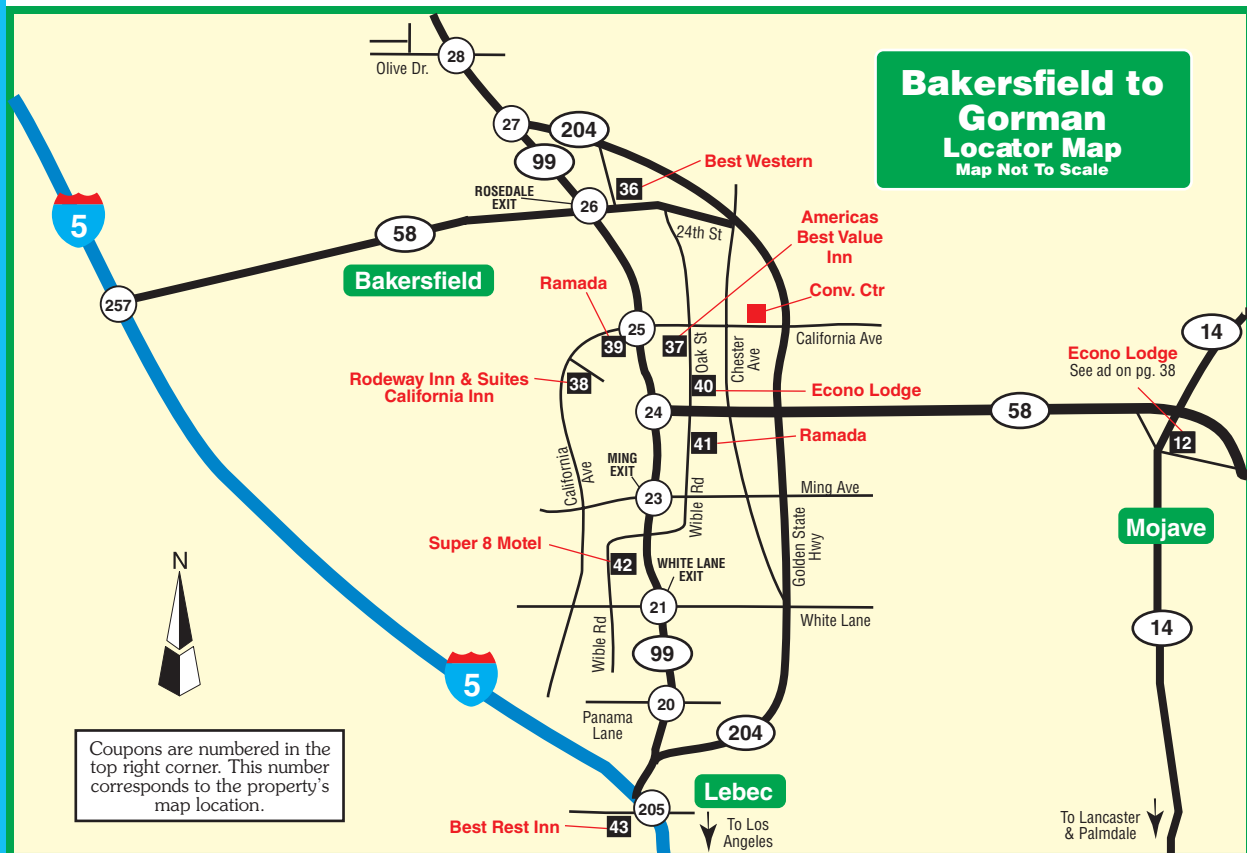 Bakersfield to
Gorman
Locator Map
Map Not To Scale
28
Olive Dr.
27
204
99
Best Western
36
ROSEDALE
EXIT
26
5
58
24th St
Americas
Best Value
Inn
Bakersfield
257
Ramada
Conv. Ctr
25
California Ave
14
39
37
Oak St
Chester
Ave
Econo Lodge
See ad on pg. 38
Rodeway Inn & Suites
California Inn
38
40
Econo Lodge
24
58
41
Ramada
12
California
Ave
MING
EXIT
23
Ming Ave
Wible Rd
Golden State
Hwy
Mojave
Super 8 Motel
42
WHITE LANE
EXIT
N
21
White Lane
Wible Rd
14
99
5
20
Panama
Lane
204
Coupons are numbered in the
top right corner. This number
corresponds to the property's
map location.
Lebec
205
Best Rest Inn
43
To Los
Angeles
To Lancaster
& Palmdale